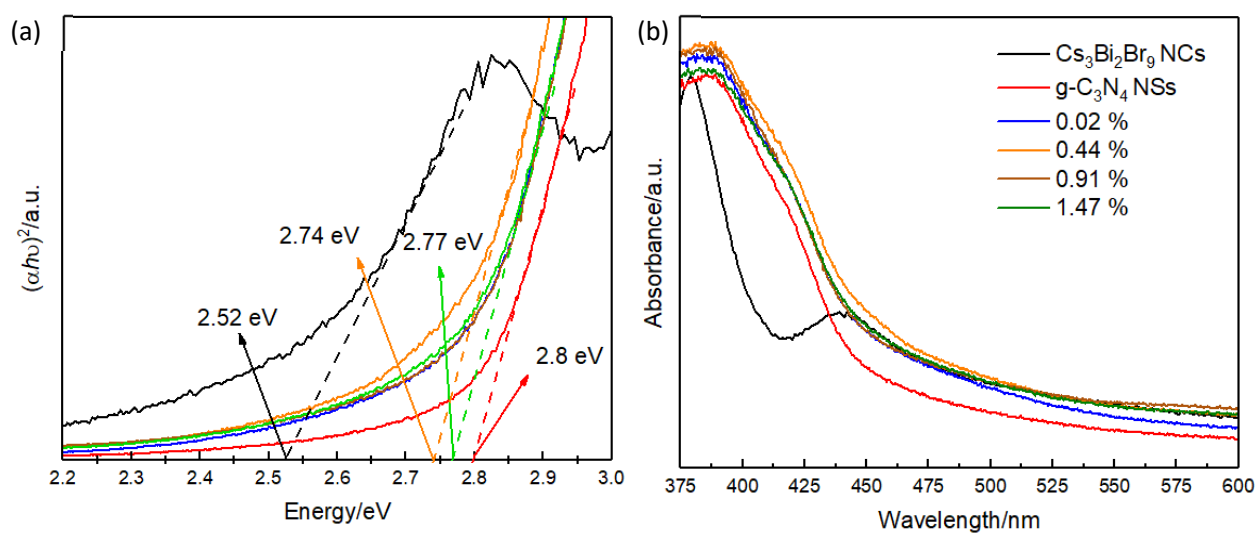 (a)
(αhυ)²/a.u.
2.52 eV
2.74 eV
2.77 eV
2.8 eV
2.2 2.3 2.4 2.5 2.6 2.7 2.8 2.9 3.0
Energy/eV
(b)
Absorbance/a.u.
Cs₃Bi₂Br₉ NCs
g-C₃N₄ NSs
0.02 %
0.44 %
0.91 %
1.47 %
375 400 425 450 475 500 525 550 575 600
Wavelength/nm